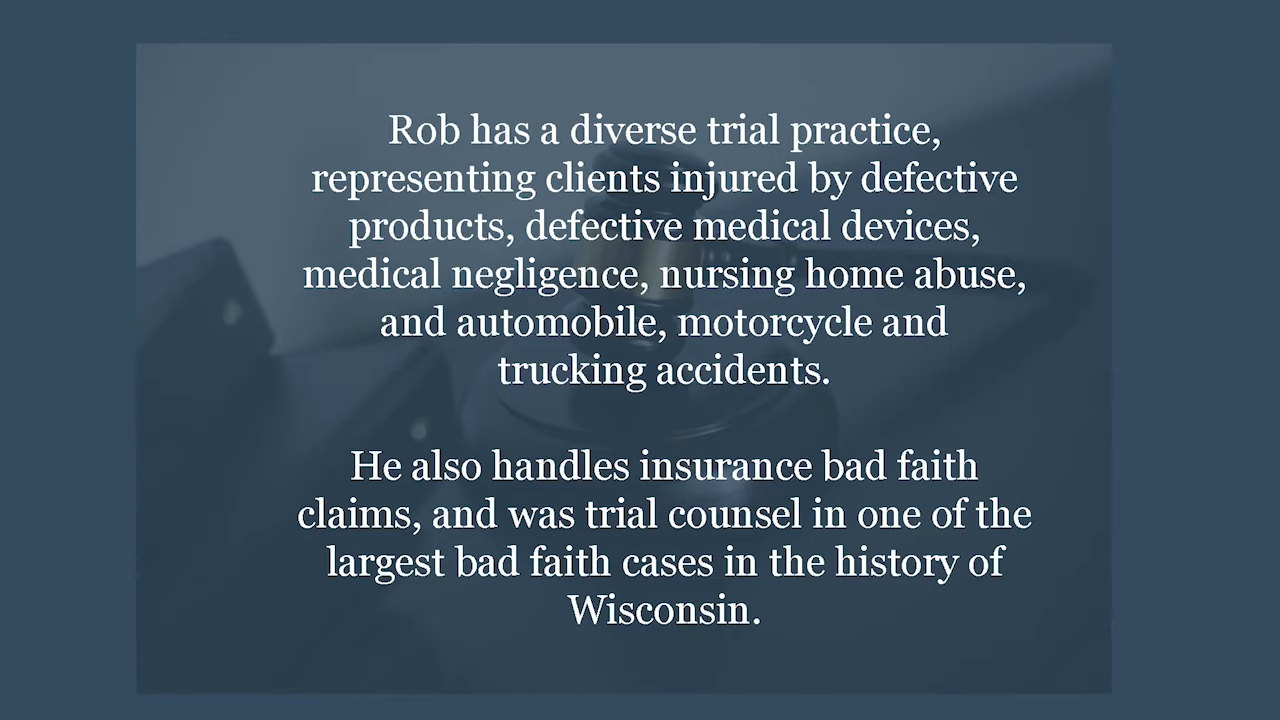 Rob has a diverse trial practice,
representing clients injured by defective
products, defective medical devices,
medical negligence, nursing home abuse,
and automobile, motorcycle and
trucking accidents.
He also handles insurance bad faith
claims, and was trial counsel in one of the
largest bad faith cases in the history of
Wisconsin.